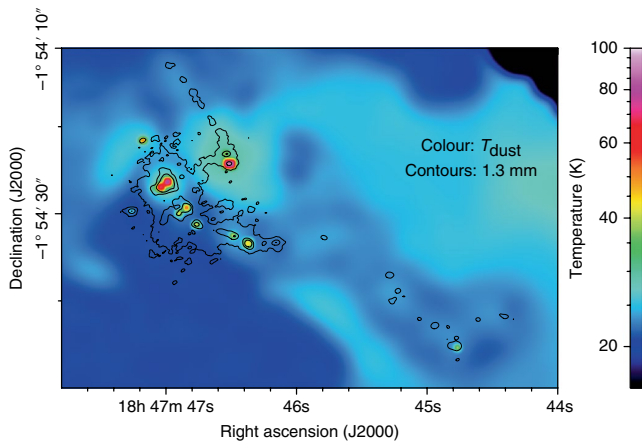 −1° 54′ 10″
−1° 54′ 30″
Declination (J2000)
Colour: T dust
Contours: 1.3 mm
18h 47m 47s
46s
45s
44s
Right ascension (J2000)
100
80
60
40
20
Temperature (K)